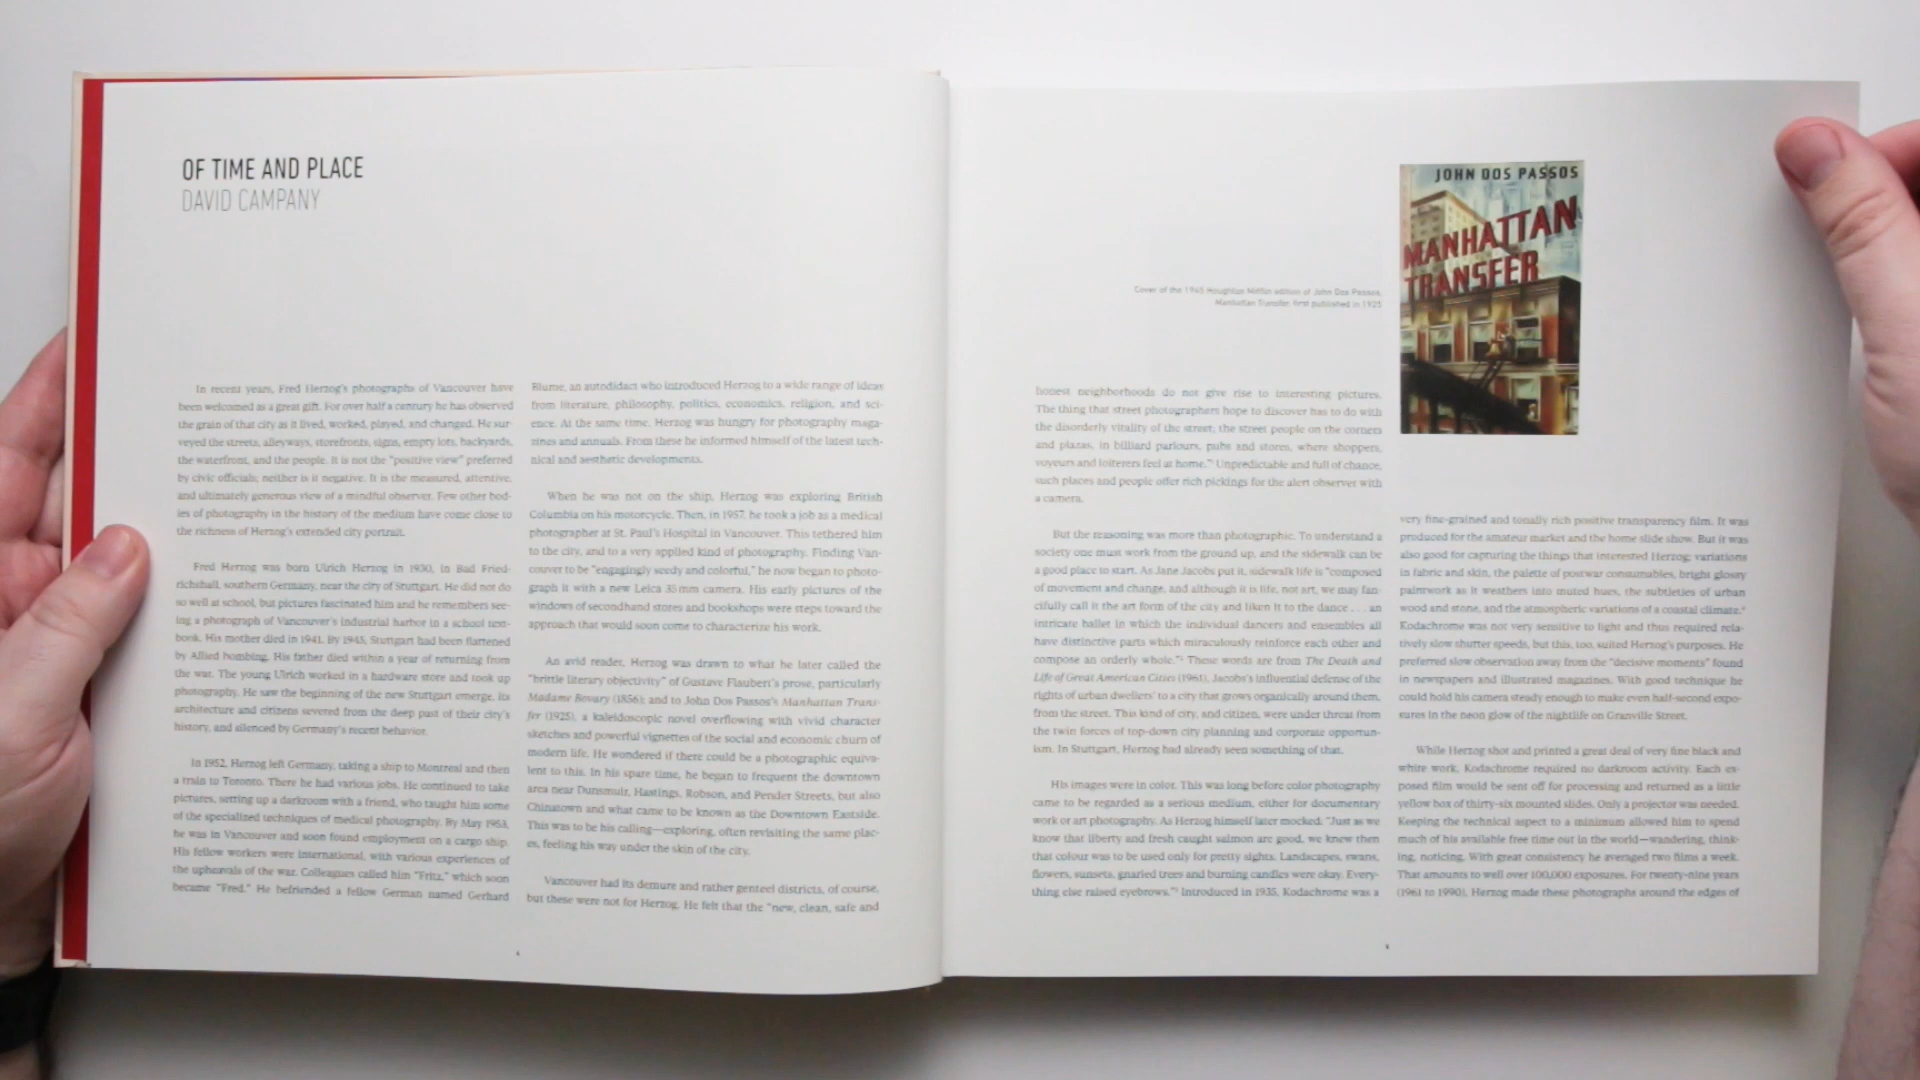 OF TIME AND PLACE
DAVID CAMPANY
In recent years, Fred Herzog's photographs of Vancouver have
been welcomed as a great gift. For over half a century he has observed
the grain of that city as it lived, worked, played, and changed. He sur-
veyed the streets, alleyways, storefronts, signs, empty lots, backyards,
the waterfront, and the people. It is not the "positive view" preferred
by civic officials; neither is it negative. It is the measured, attentive,
and ultimately generous view of a mindful observer. Few other bod-
ies of photography in the history of the medium have come close to
the richness of Herzog's extended city portrait.
Fred Herzog was born Ulrich Herzog in 1930, in Bad Fried-
richshall, southern Germany, near the city of Stuttgart. He did not do
so well at school, but pictures fascinated him and he remembers see-
ing a photograph of Vancouver's industrial harbor in a school text-
book. His mother died in 1941. By 1945, Stuttgart had been flattened
by Allied bombing. His father died within a year of returning from
the war. The young Ulrich worked in a hardware store and took up
photography. He saw the beginning of the new Stuttgart emerge, its
architecture and citizens severed from the deep past of their city's
history, and silenced by Germany's recent behavior.
In 1952, Herzog left Germany, taking a ship to Montreal and then
a train to Toronto. There he had various jobs. He continued to take
pictures, setting up a darkroom with a friend, who taught him some
of the specialized techniques of medical photography. By May 1953,
he was in Vancouver and soon found employment on a cargo ship.
His fellow workers were international, with various experiences of
the upheavals of the war. Colleagues called him "Fritz," which soon
became "Fred." He befriended a fellow German named Gerhard
Blume, an autodidact who introduced Herzog to a wide range of ideas
from literature, philosophy, politics, economics, religion, and sci-
ence. At the same time, Herzog was hungry for photography maga-
zines and annuals. From these he informed himself of the latest tech-
nical and aesthetic developments.
When he was not on the ship, Herzog was exploring British
Columbia on his motorcycle. Then, in 1957, he took a job as a medical
photographer at St. Paul's Hospital in Vancouver. This tethered him
to the city, and to a very applied kind of photography. Finding Van-
couver to be "engagingly seedy and colorful," he now began to photo-
graph it with a new Leica 35 mm camera. His early pictures of the
windows of secondhand stores and bookshops were steps toward the
approach that would soon come to characterize his work.
An avid reader, Herzog was drawn to what he later called the
"brittle literary objectivity" of Gustave Flaubert's prose, particularly
Madame Bovary (1856), and to John Dos Passos's Manhattan Trans-
fer (1925), a kaleidoscopic novel overflowing with vivid character
sketches and powerful vignettes of the social and economic churn of
modern life. He wondered if there could be a photographic equiva-
lent to this. In his spare time, he began to frequent the downtown
area near Dunsmuir, Hastings, Robson, and Pender Streets, but also
Chinatown and what came to be known as the Downtown Eastside.
This was to be his calling—exploring, often revisiting the same plac-
es, feeling his way under the skin of the city.
Vancouver had its demure and rather genteel districts, of course,
but these were not for Herzog. He felt that the "new, clean, safe and
JOHN DOS PASSOS
MANHATTAN
TRANSFER
Cover of the 1945 Houghton Mifflin edition of John Dos Passos,
Manhattan Transfer, first published in 1925
honest neighborhoods do not give rise to interesting pictures.
The thing that street photographers hope to discover has to do with
the disorderly vitality of the street; the street people on the corners
and plazas, in billiard parlours, pubs and stores, where shoppers,
voyeurs and loiterers feel at home." Unpredictable and full of chance,
such places and people offer rich pickings for the alert observer with
a camera.
But the reasoning was more than photographic. To understand a
society one must work from the ground up, and the sidewalk can be
a good place to start. As Jane Jacobs put it, sidewalk life is "composed
of movement and change, and although it is life, not art, we may fan-
cifully call it the art form of the city and liken it to the dance . . . an
intricate ballet in which the individual dancers and ensembles all
have distinctive parts which miraculously reinforce each other and
compose an orderly whole." These words are from The Death and
Life of Great American Cities (1961), Jacobs's influential defense of the
rights of urban dwellers' to a city that grows organically around them,
from the street. This kind of city, and citizen, were under threat from
the twin forces of top-down city planning and corporate opportun-
ism. In Stuttgart, Herzog had already seen something of that.
His images were in color. This was long before color photography
came to be regarded as a serious medium, either for documentary
work or art photography. As Herzog himself later mocked, "Just as we
know that liberty and fresh caught salmon are good, we knew then
that colour was to be used only for pretty sights. Landscapes, swans,
flowers, sunsets, gnarled trees and burning candles were okay. Every-
thing else raised eyebrows." Introduced in 1935, Kodachrome was a
very fine-grained and tonally rich positive transparency film. It was
produced for the amateur market and the home slide show. But it was
also good for capturing the things that interested Herzog; variations
in fabric and skin, the palette of postwar consumables, bright glossy
paintwork as it weathers into muted hues, the subtleties of urban
wood and stone, and the atmospheric variations of a coastal climate.
Kodachrome was not very sensitive to light and thus required rela-
tively slow shutter speeds, but this, too, suited Herzog's purposes. He
preferred slow observation away from the "decisive moments" found
in newspapers and illustrated magazines. With good technique he
could hold his camera steady enough to make even half-second expo-
sures in the neon glow of the nightlife on Granville Street.
While Herzog shot and printed a great deal of very fine black and
white work, Kodachrome required no darkroom activity. Each ex-
posed film would be sent off for processing and returned as a little
yellow box of thirty-six mounted slides. Only a projector was needed.
Keeping the technical aspect to a minimum allowed him to spend
much of his available free time out in the world—wandering, think-
ing, noticing. With great consistency he averaged two films a week.
That amounts to well over 100,000 exposures. For twenty-nine years
(1961 to 1990), Herzog made these photographs around the edges of